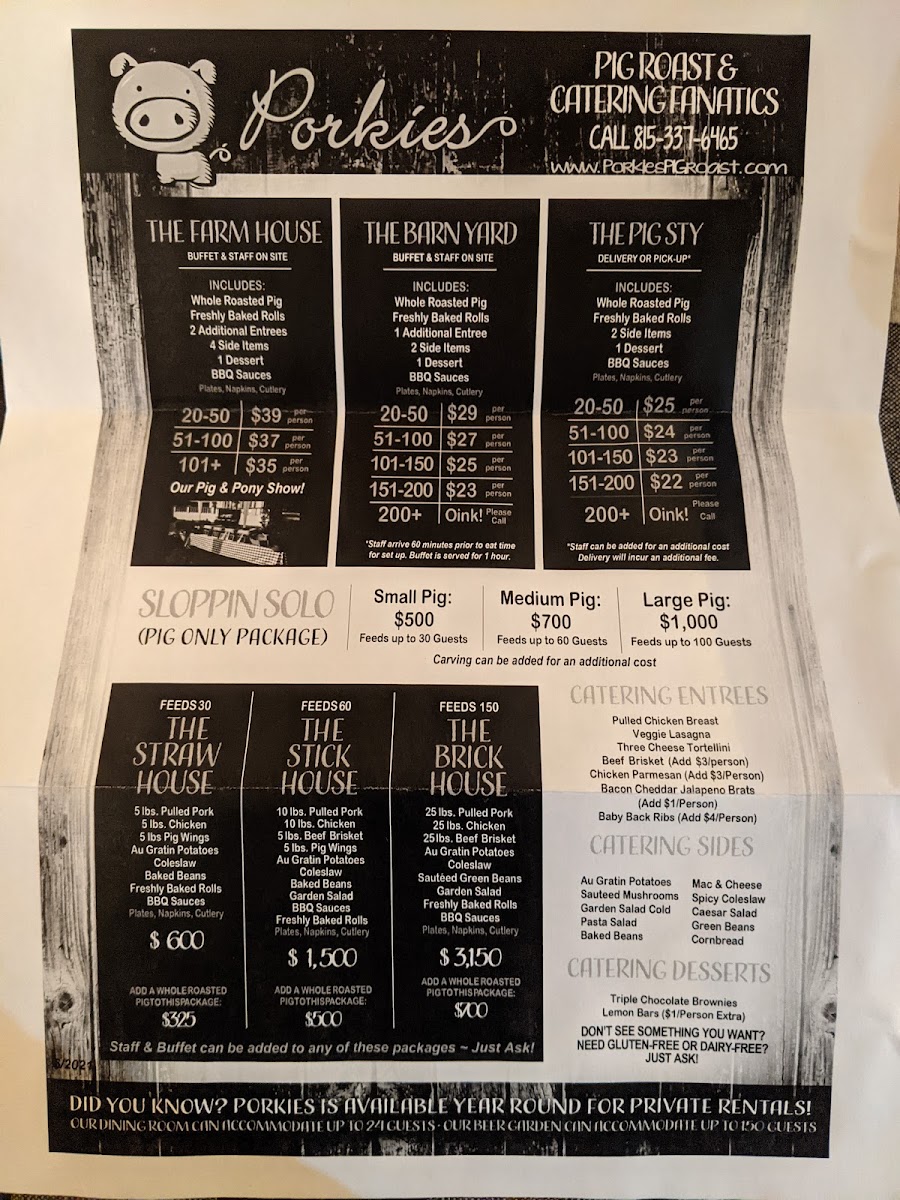 Porkies
PIG ROAST &
CATERING FANATICS
CALL 815-337-6465
www.PorkiesPigRoast.com
THE FARM HOUSE
BUFFET & STAFF ON SITE
INCLUDES:
Whole Roasted Pig
Freshly Baked Rolls
2 Additional Entrees
4 Side Items
1 Dessert
BBQ Sauces
Plates, Napkins, Cutlery
20-50 $39 per person
51-100 $37 per person
101+ $35 per person
Our Pig & Pony Show!
THE BARN YARD
BUFFET & STAFF ON SITE
INCLUDES:
Whole Roasted Pig
Freshly Baked Rolls
1 Additional Entree
2 Side Items
1 Dessert
BBQ Sauces
Plates, Napkins, Cutlery
20-50 $29 per person
51-100 $27 per person
101-150 $25 per person
151-200 $23 per person
200+ Oink! Please Call
*Staff arrive 60 minutes prior to eat time
for set up. Buffet is served for 1 hour.
THE PIG STY
DELIVERY OR PICK-UP*
INCLUDES:
Whole Roasted Pig
Freshly Baked Rolls
2 Side Items
1 Dessert
BBQ Sauces
Plates, Napkins, Cutlery
20-50 $25 per person
51-100 $24 per person
101-150 $23 per person
151-200 $22 per person
200+ Oink! Please Call
*Staff can be added for an additional cost
Delivery will incur an additional fee.
SLOPPIN SOLO
(PIG ONLY PACKAGE)
Small Pig:
$500
Feeds up to 30 Guests
Medium Pig:
$700
Feeds up to 60 Guests
Large Pig:
$1,000
Feeds up to 100 Guests
Carving can be added for an additional cost
FEEDS 30
THE
STRAW
HOUSE
5 lbs. Pulled Pork
5 lbs. Chicken
5 lbs Pig Wings
Au Gratin Potatoes
Coleslaw
Baked Beans
Freshly Baked Rolls
BBQ Sauces
Plates, Napkins, Cutlery
$ 600
ADD A WHOLE ROASTED
PIG TO THIS PACKAGE:
$325
FEEDS 60
THE
STICK
HOUSE
10 lbs. Pulled Pork
10 lbs. Chicken
5 lbs. Beef Brisket
5 lbs. Pig Wings
Au Gratin Potatoes
Coleslaw
Baked Beans
Garden Salad
BBQ Sauces
Freshly Baked Rolls
Plates, Napkins, Cutlery
$ 1,500
ADD A WHOLE ROASTED
PIG TO THIS PACKAGE:
$500
FEEDS 150
THE
BRICK
HOUSE
25 lbs. Pulled Pork
25 lbs. Chicken
25 lbs. Beef Brisket
Au Gratin Potatoes
Coleslaw
Sautéed Green Beans
Garden Salad
Freshly Baked Rolls
BBQ Sauces
Plates, Napkins, Cutlery
$ 3,150
ADD A WHOLE ROASTED
PIG TO THIS PACKAGE:
$700
Staff & Buffet can be added to any of these packages ~ Just Ask!
CATERING ENTREES
Pulled Chicken Breast
Veggie Lasagna
Three Cheese Tortellini
Beef Brisket (Add $3/person)
Chicken Parmesan (Add $3/Person)
Bacon Cheddar Jalapeno Brats
(Add $1/Person)
Baby Back Ribs (Add $4/Person)
CATERING SIDES
Au Gratin Potatoes
Sauteed Mushrooms
Garden Salad Cold
Pasta Salad
Baked Beans
Mac & Cheese
Spicy Coleslaw
Caesar Salad
Green Beans
Cornbread
CATERING DESSERTS
Triple Chocolate Brownies
Lemon Bars ($1/Person Extra)
DON'T SEE SOMETHING YOU WANT?
NEED GLUTEN-FREE OR DAIRY-FREE?
JUST ASK!
DID YOU KNOW? PORKIES IS AVAILABLE YEAR ROUND FOR PRIVATE RENTALS!
OUR DINING ROOM CAN ACCOMMODATE UP TO 24 GUESTS - OUR BEER GARDEN CAN ACCOMMODATE UP TO 150 GUESTS